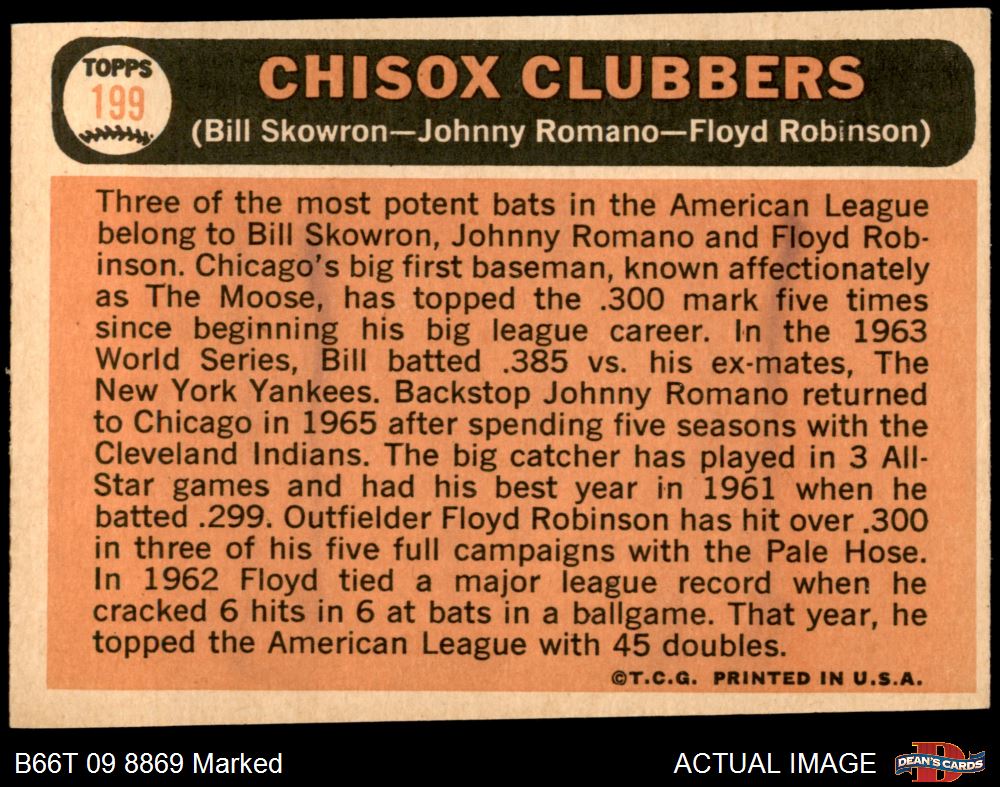 TOPPS
199
CHISOX CLUBBERS
(Bill Skowron—Johnny Romano—Floyd Robinson)
Three of the most potent bats in the American League
belong to Bill Skowron, Johnny Romano and Floyd Rob-
inson. Chicago's big first baseman, known affectionately
as The Moose, has topped the .300 mark five times
since beginning his big league career. In the 1963
World Series, Bill batted .385 vs. his ex-mates, The
New York Yankees. Backstop Johnny Romano returned
to Chicago in 1965 after spending five seasons with the
Cleveland Indians. The big catcher has played in 3 All-
Star games and had his best year in 1961 when he
batted .299. Outfielder Floyd Robinson has hit over .300
in three of his five full campaigns with the Pale Hose.
In 1962 Floyd tied a major league record when he
cracked 6 hits in 6 at bats in a ballgame. That year, he
topped the American League with 45 doubles.
©T.C.G. PRINTED IN U.S.A.
B66T 09 8869 Marked
ACTUAL IMAGE
D
DEAN'S CARDS